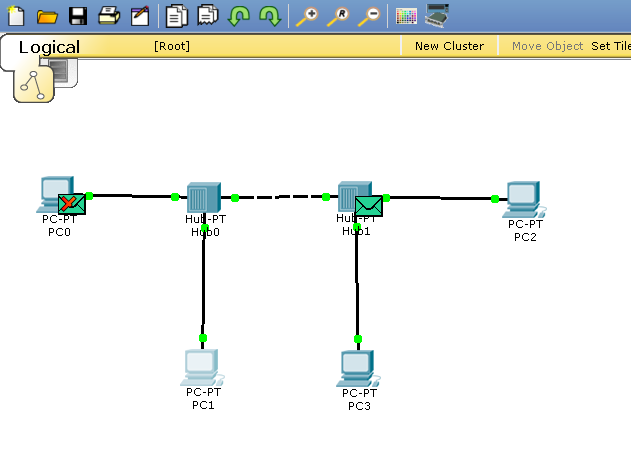 Logical
[Root]
New Cluster
Move Object
Set Tile
PC-PT
PC0
Hub-PT
Hub0
Hub-PT
Hub1
PC-PT
PC2
PC-PT
PC1
PC-PT
PC3